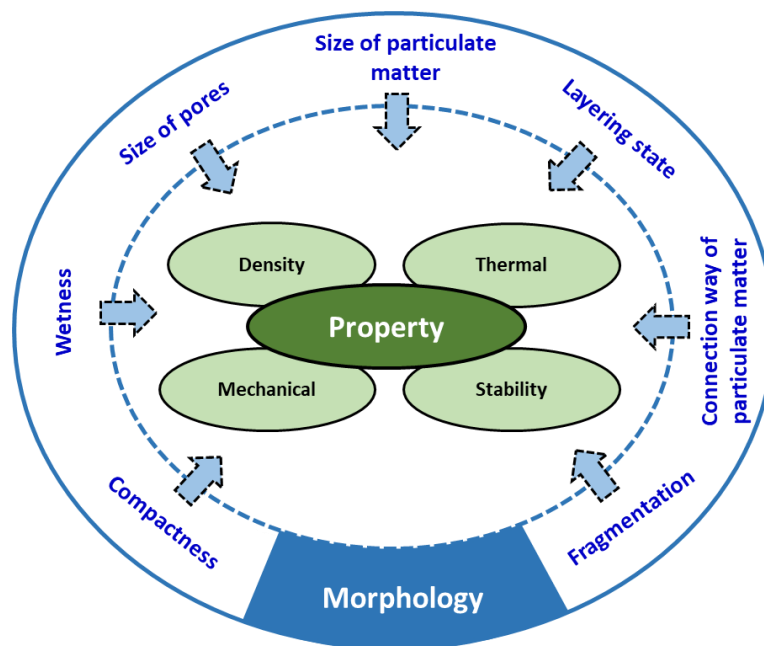 Size of particulate
matter
Size of pores
Layering state
Wetness
Connection way of
particulate matter
Density
Thermal
Property
Mechanical
Stability
Compactness
Fragmentation
Morphology